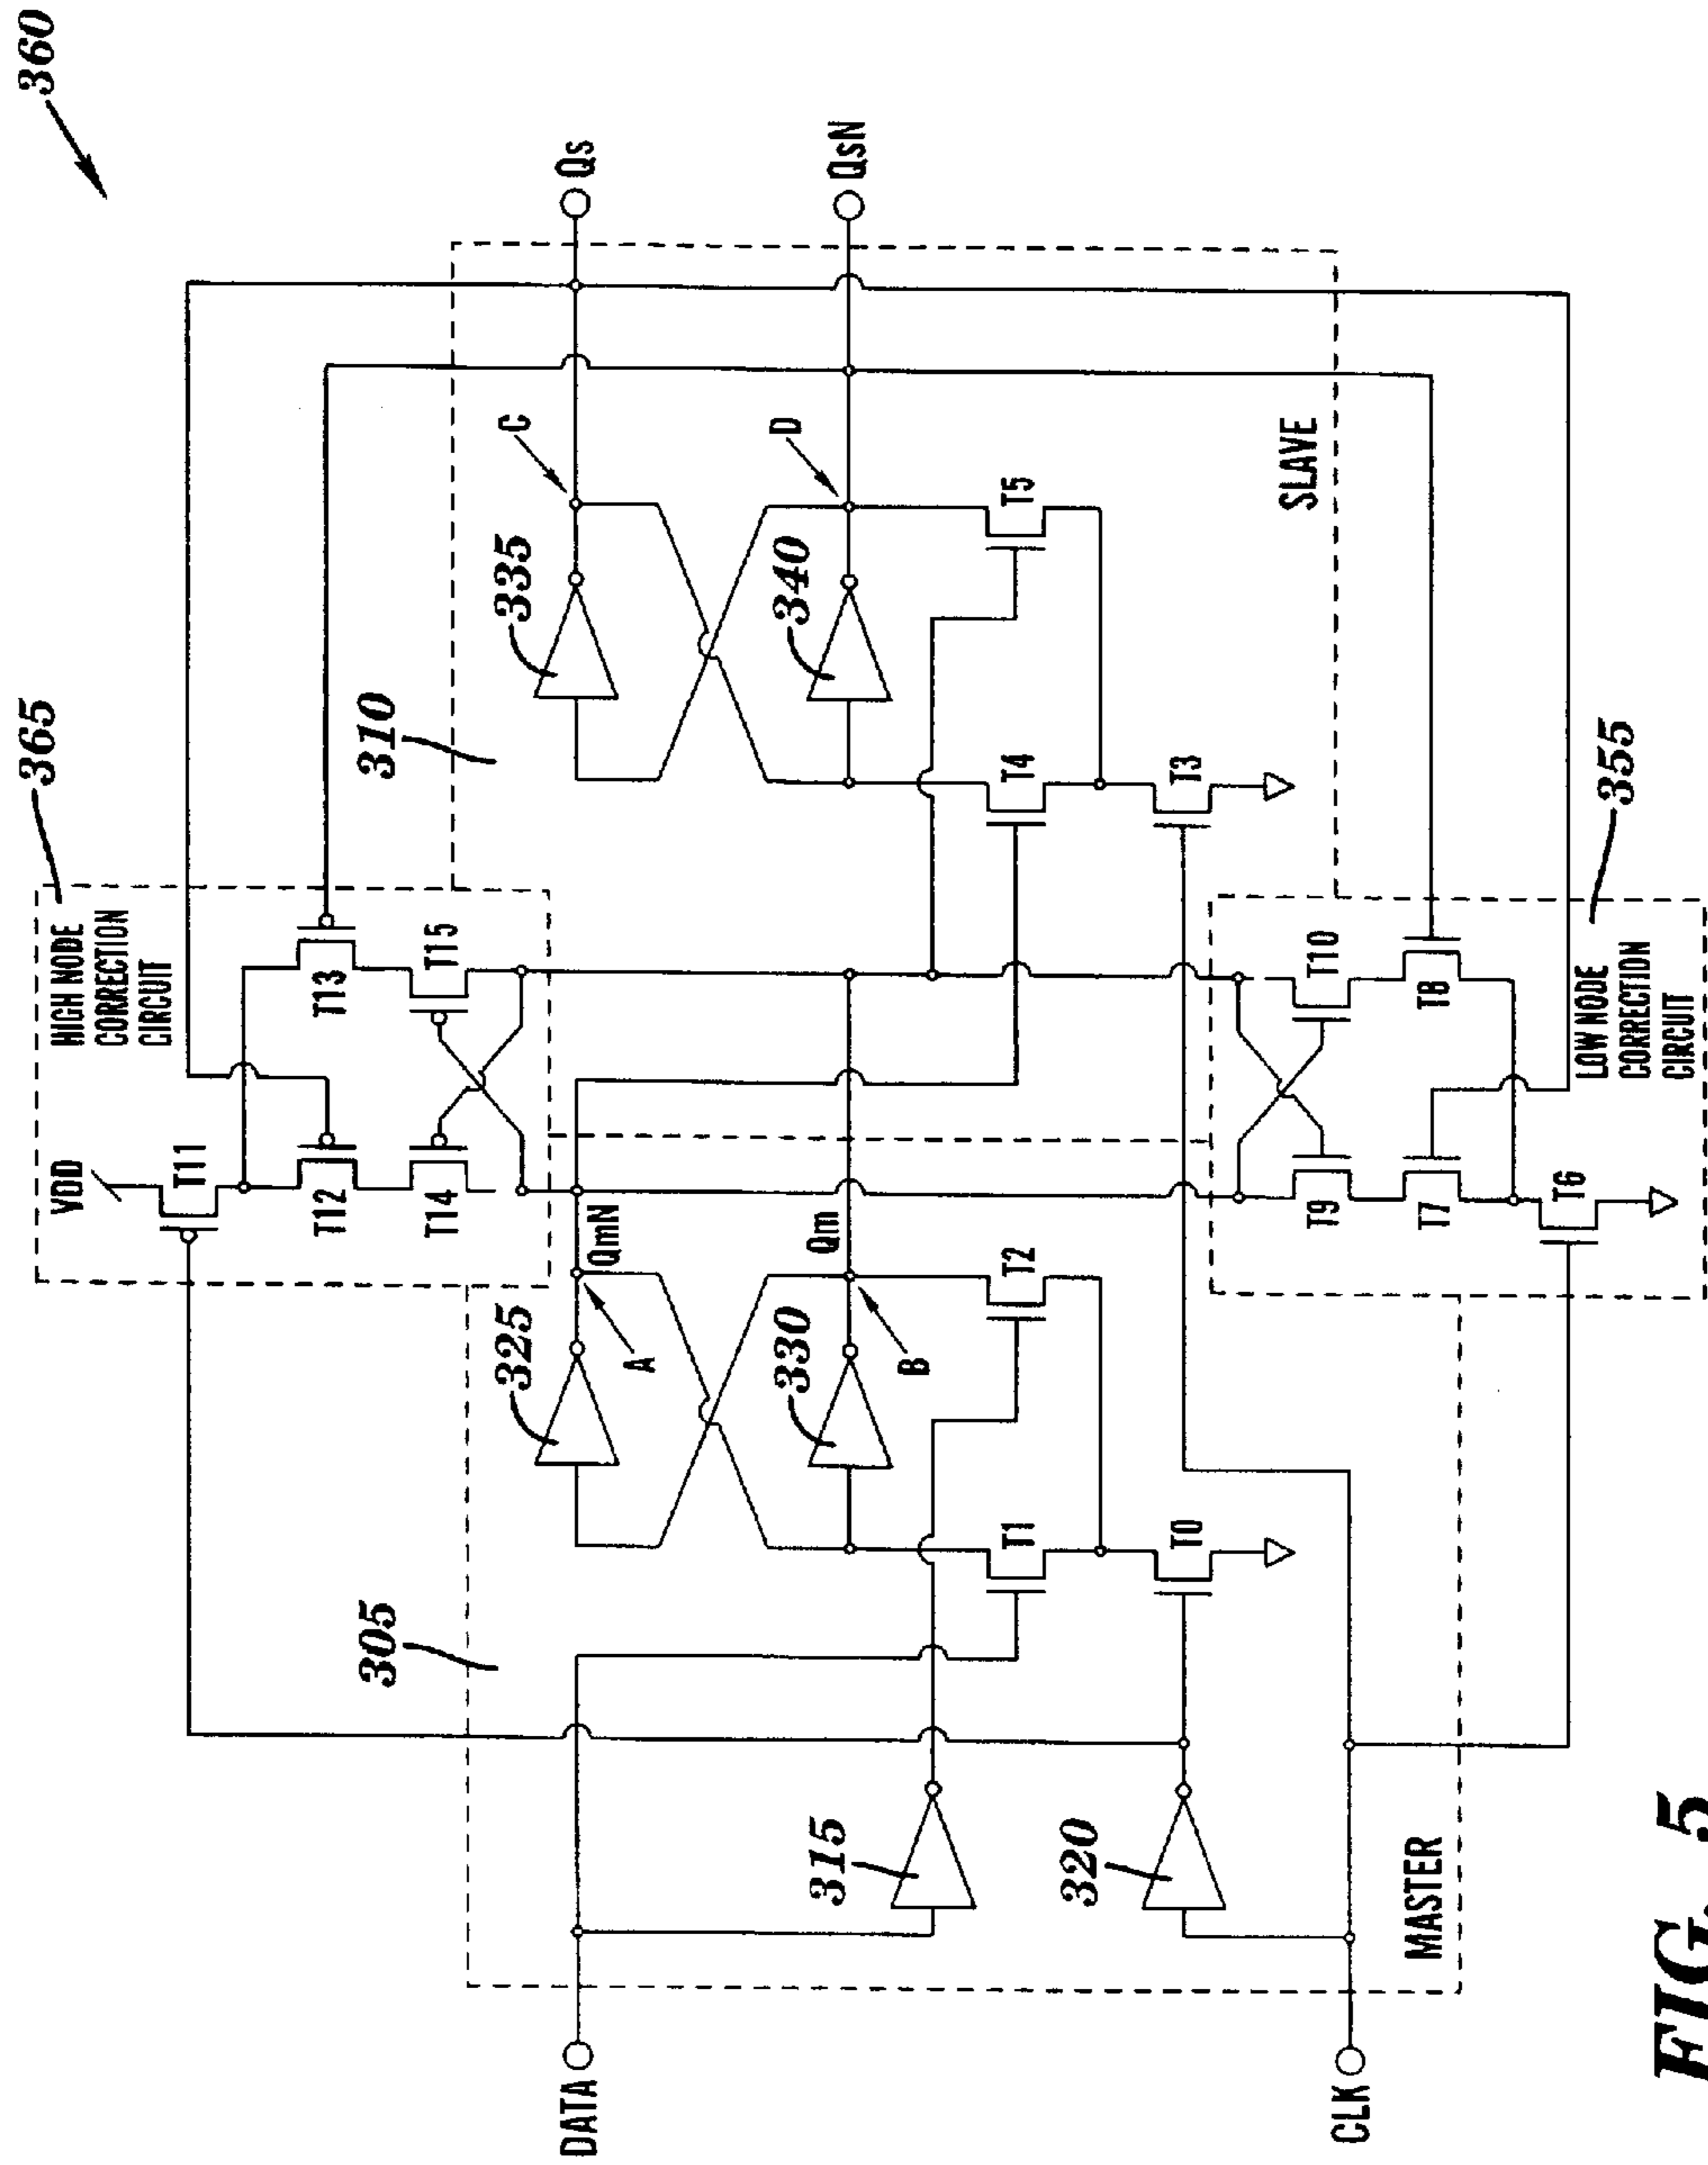 360
365
VDD
T11
HIGH NODE
CORRECTION
CIRCUIT
T12
T13
T14
T15
305
310
325
335
C
Qs
QmN
A
DATA
315
330
Qm
B
340
D
QsN
T1
T2
T4
T5
320
T0
T3
CLK
MASTER
SLAVE
T9
T10
T7
T8
T6
LOW NODE
CORRECTION
CIRCUIT
355
FIG. 5